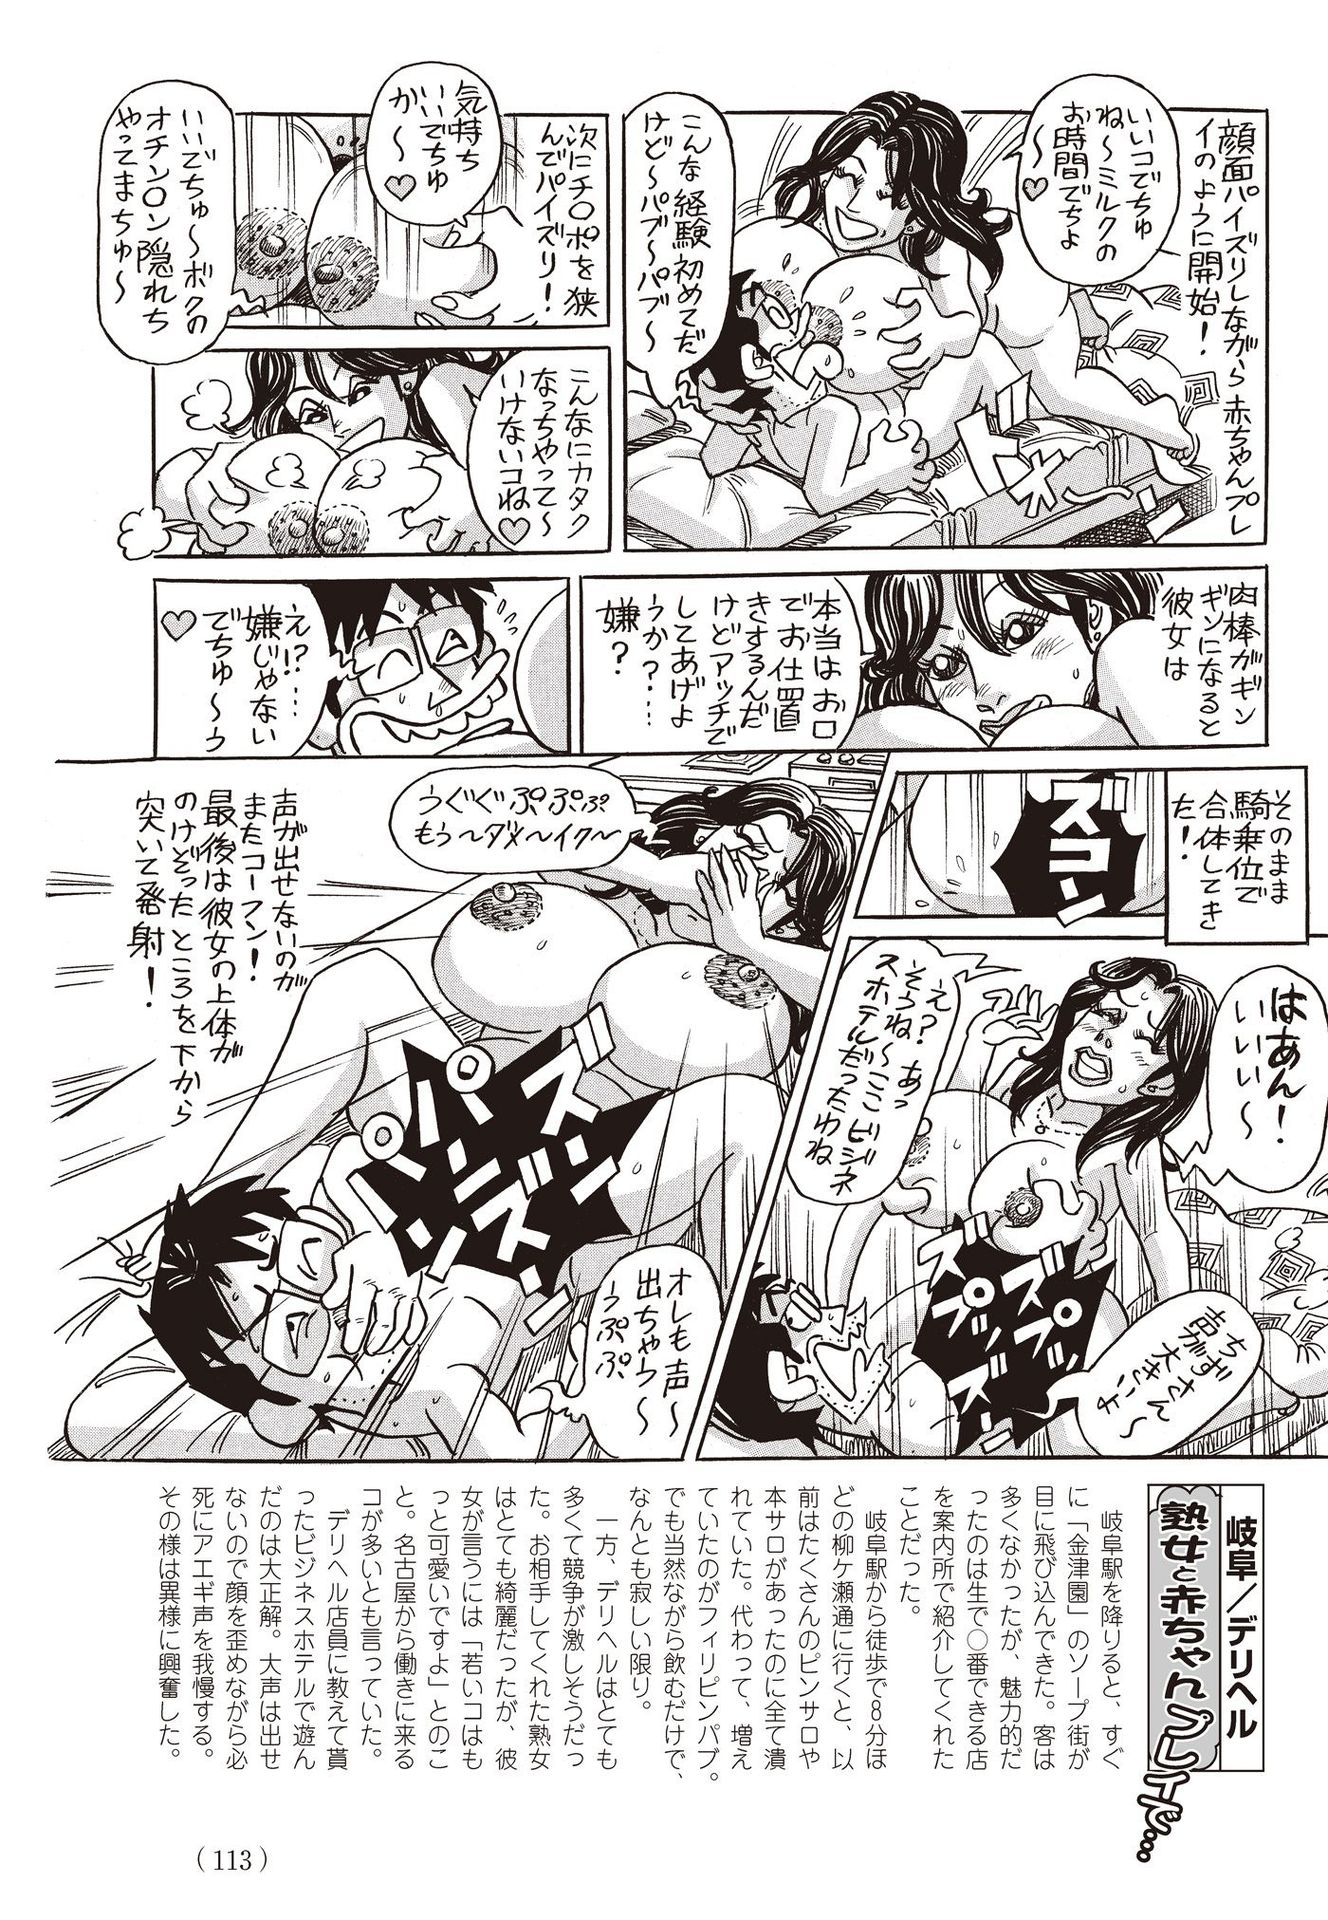 顔面パイズリしながら赤ちゃんプレ
イのように開始！
いいコでちゅ
ね〜ミルクの
お時間でちよ
〜♡
こんな経験初めてだ
けど〜バブ〜バブ〜
次にチ〇ポを狭
んでパイズリ！
気持ち
いいでちゅ
か〜♡
いいでちゅ〜ボクの
オチン〇ン隠れち
やってまちゅ〜
こんなにカタク
なっちゃって〜
いけないコね
♡
肉棒がギン
ギンになると
彼女は
本当はお口
でお仕置
きするんだ
けどアッチで
してあげよ
うか？……
嫌？
え!?……
嫌じゃない
でちゅ〜う
♡
そのまま
騎乗位で
合体してき
た！
ズコン
はあん！
いいい〜
え？あっ
そうね〜ここビジネ
スホテルだったわね
ちずさん
声が大きいよ
〜
ズプッ
ズプッ
ズン
うぐぐぷぷぷ
もう〜ダメ〜イク〜
声が出せないのが
またコーフン！
最後は彼女の上体が
のけぞったところを下から
突いて発射！
ズン
ズン
ズン
パン
パン
オレも声〜
出ちゃう〜
うぷぷ
岐阜／デリヘル
熟女と赤ちゃんプレイで…
　岐阜駅を降りると、すぐ
に「金津園」のソープ街が
目に飛び込んできた。客は
多くなかったが、魅力的だ
ったのは生で〇番できる店
を案内所で紹介してくれた
ことだった。
　岐阜駅から徒歩で８分ほ
どの柳ケ瀬通に行くと、以
前はたくさんのピンサロや
本サロがあったのに全て潰
れていた。代わって、増え
ていたのがフィリピンパブ。
でも当然ながら飲むだけで、
なんとも寂しい限り。
　一方、デリヘルはとても
多くて競争が激しそうだっ
た。お相手してくれた熟女
はとても綺麗だったが、彼
女が言うには「若いコはも
っと可愛いですよ」とのこ
と。名古屋から働きに来る
コが多いとも言っていた。
　デリヘル店員に教えて貰
ったビジネスホテルで遊ん
だのは大正解。大声は出せ
ないので顔を歪めながら必
死にアエギ声を我慢する。
その様は異様に興奮した。
（113）